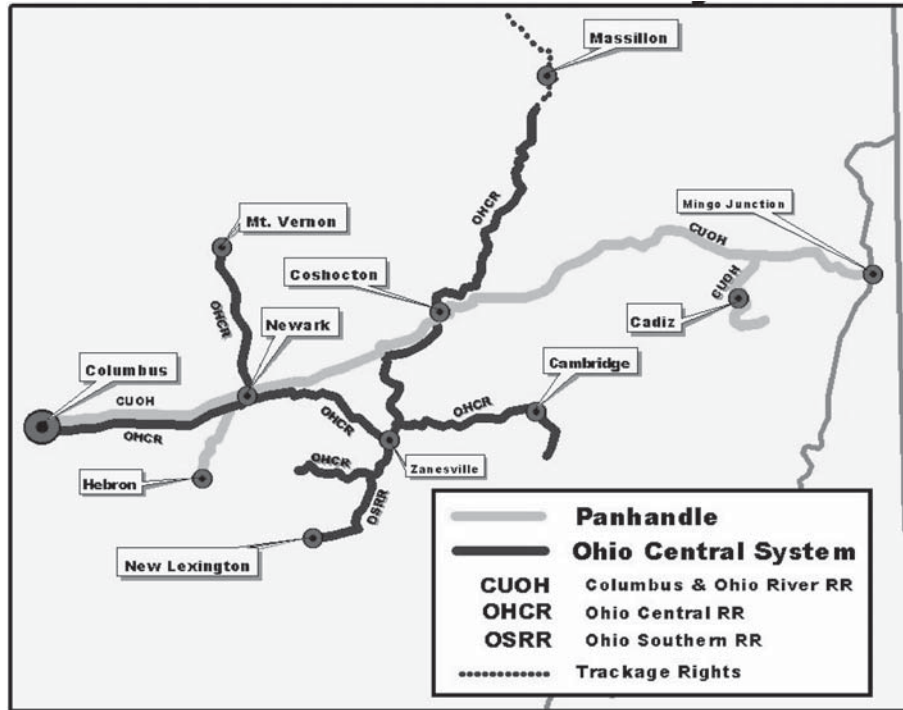 Massillon
OHCR
Mt. Vernon
Mingo Junction
CUOH
Coshocton
CUOH
OHCR
Newark
Cadiz
Columbus
Cambridge
CUOH
OHCR
OHCR
OHCR
Hebron
OHCR
Zanesville
OSRR
New Lexington
Panhandle
Ohio Central System
CUOH Columbus & Ohio River RR
OHCR Ohio Central RR
OSRR Ohio Southern RR
Trackage Rights